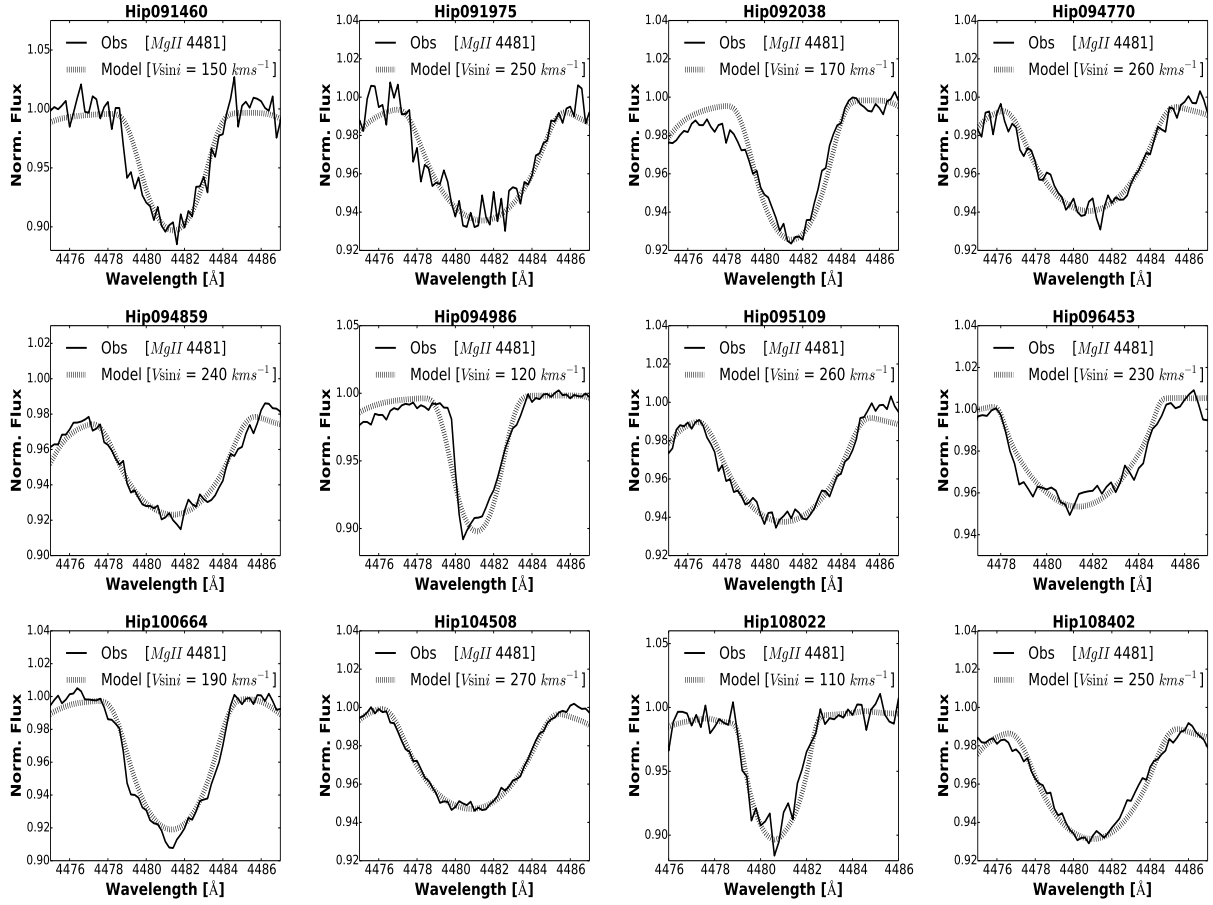 Hip091460
Obs [MgII 4481]
Model [Vsini = 150 kms⁻¹]
Norm. Flux
1.05
1.00
0.95
0.90
4476 4478 4480 4482 4484 4486
Wavelength [Å]
Hip091975
Obs [MgII 4481]
Model [Vsini = 250 kms⁻¹]
Norm. Flux
1.04
1.02
1.00
0.98
0.96
0.94
0.92
4476 4478 4480 4482 4484 4486
Wavelength [Å]
Hip092038
Obs [MgII 4481]
Model [Vsini = 170 kms⁻¹]
Norm. Flux
1.04
1.02
1.00
0.98
0.96
0.94
0.92
4476 4478 4480 4482 4484 4486
Wavelength [Å]
Hip094770
Obs [MgII 4481]
Model [Vsini = 260 kms⁻¹]
Norm. Flux
1.04
1.02
1.00
0.98
0.96
0.94
0.92
4476 4478 4480 4482 4484 4486
Wavelength [Å]
Hip094859
Obs [MgII 4481]
Model [Vsini = 240 kms⁻¹]
Norm. Flux
1.02
1.00
0.98
0.96
0.94
0.92
0.90
4476 4478 4480 4482 4484 4486
Wavelength [Å]
Hip094986
Obs [MgII 4481]
Model [Vsini = 120 kms⁻¹]
Norm. Flux
1.05
1.00
0.95
0.90
4476 4478 4480 4482 4484 4486
Wavelength [Å]
Hip095109
Obs [MgII 4481]
Model [Vsini = 260 kms⁻¹]
Norm. Flux
1.04
1.02
1.00
0.98
0.96
0.94
0.92
4476 4478 4480 4482 4484 4486
Wavelength [Å]
Hip096453
Obs [MgII 4481]
Model [Vsini = 230 kms⁻¹]
Norm. Flux
1.04
1.02
1.00
0.98
0.96
0.94
4478 4480 4482 4484 4486
Wavelength [Å]
Hip100664
Obs [MgII 4481]
Model [Vsini = 190 kms⁻¹]
Norm. Flux
1.04
1.02
1.00
0.98
0.96
0.94
0.92
0.90
4476 4478 4480 4482 4484 4486
Wavelength [Å]
Hip104508
Obs [MgII 4481]
Model [Vsini = 270 kms⁻¹]
Norm. Flux
1.04
1.02
1.00
0.98
0.96
0.94
0.92
4476 4478 4480 4482 4484 4486
Wavelength [Å]
Hip108022
Obs [MgII 4481]
Model [Vsini = 110 kms⁻¹]
Norm. Flux
1.05
1.00
0.95
0.90
4476 4478 4480 4482 4484 4486
Wavelength [Å]
Hip108402
Obs [MgII 4481]
Model [Vsini = 250 kms⁻¹]
Norm. Flux
1.04
1.02
1.00
0.98
0.96
0.94
0.92
4476 4478 4480 4482 4484 4486
Wavelength [Å]